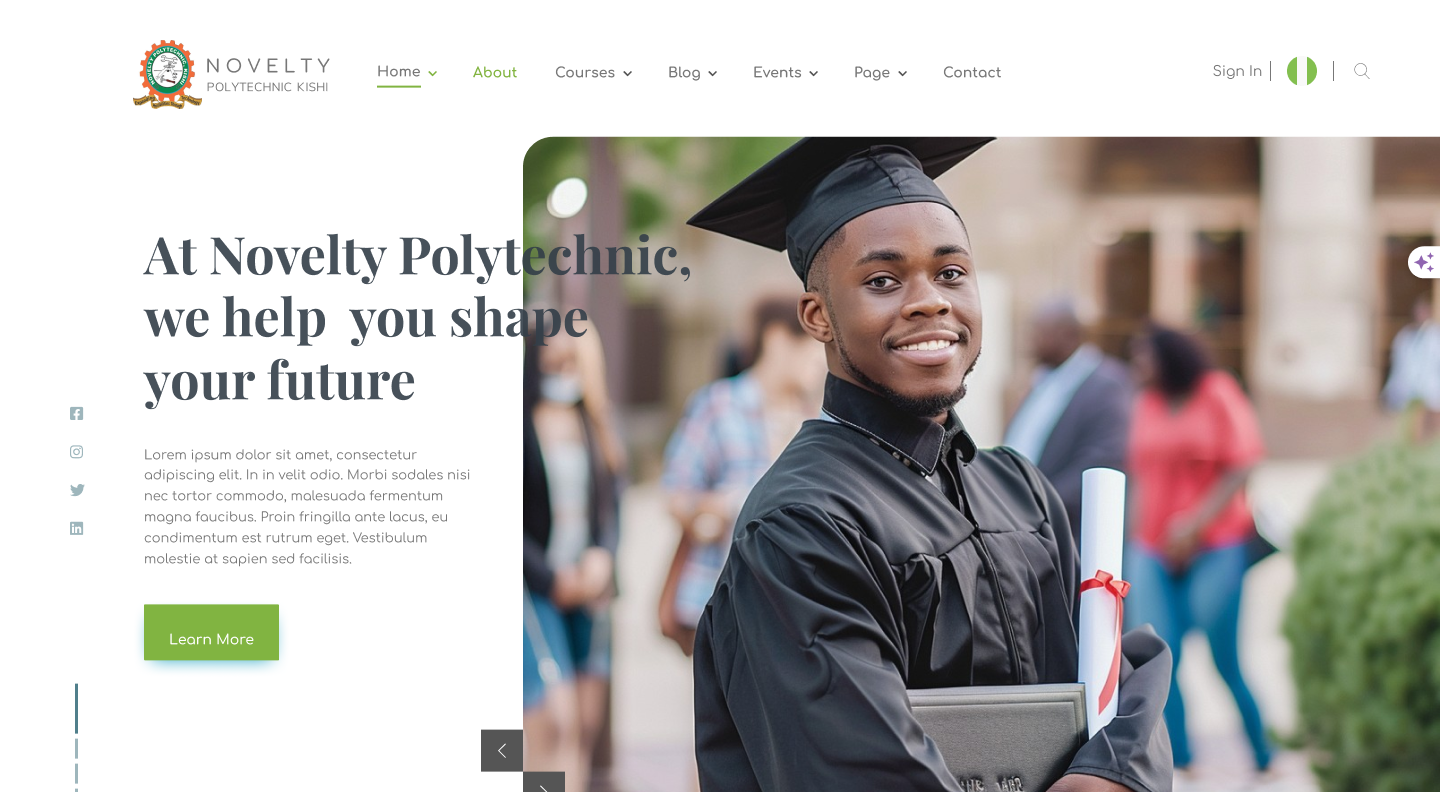 NOVELTY
POLYTECHNIC KISHI
Home
About
Courses
Blog
Events
Page
Contact
Sign In
At Novelty Polytechnic,
we help you shape
your future
Lorem ipsum dolor sit amet, consectetur
adipiscing elit. In in velit odio. Morbi sodales nisi
nec tortor commodo, malesuada fermentum
magna faucibus. Proin fringilla ante lacus, eu
condimentum est rutrum eget. Vestibulum
molestie at sapien sed facilisis.
Learn More